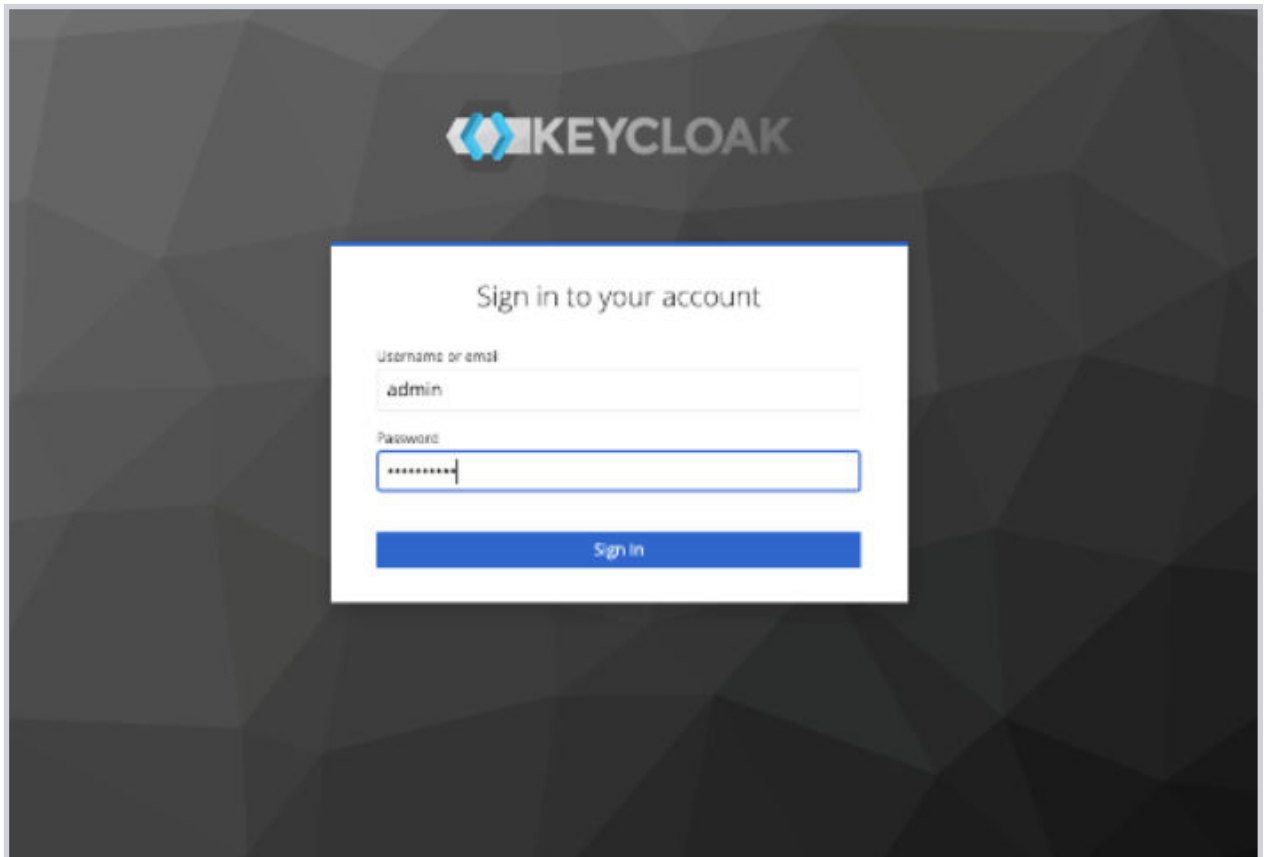 KEYCLOAK
Sign in to your account
Username or email
admin
Password
••••••••••
Sign In